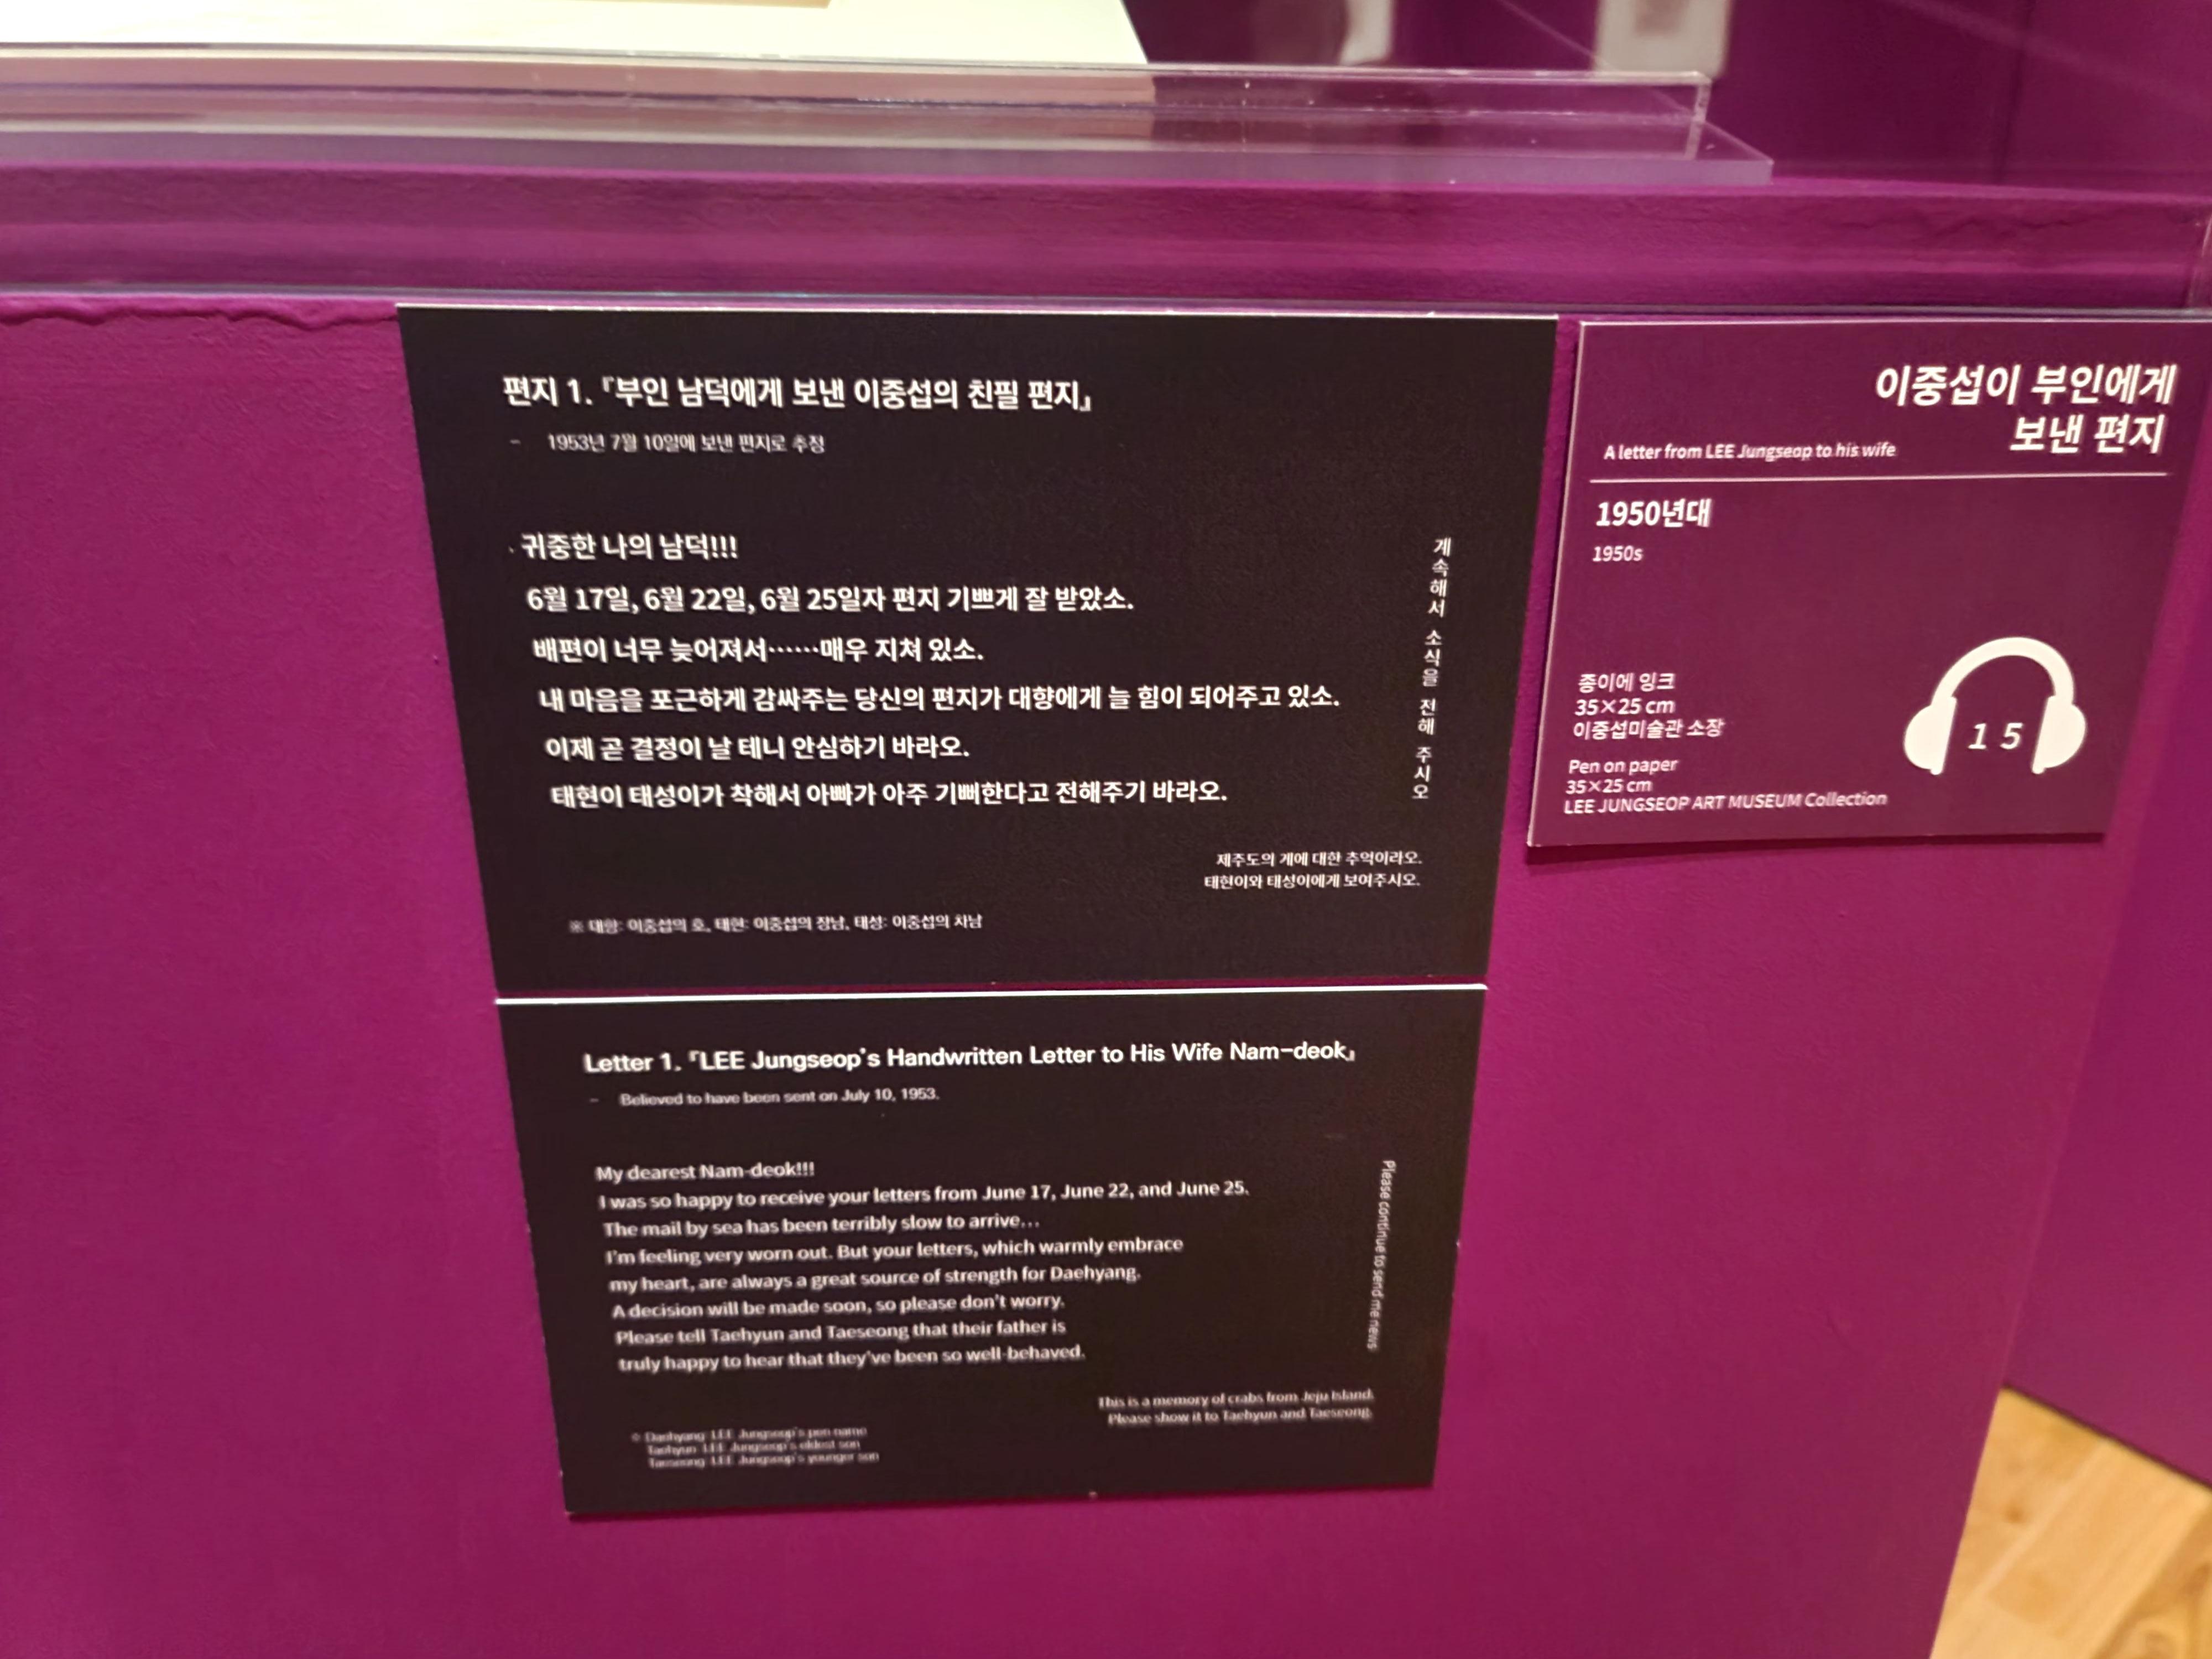 편지 1.『부인 남덕에게 보낸 이중섭의 친필 편지』
- 1953년 7월 10일에 보낸 편지로 추정
귀중한 나의 남덕!!!
6월 17일, 6월 22일, 6월 25일자 편지 기쁘게 잘 받았소.
배편이 너무 늦어져서……매우 지쳐 있소.
내 마음을 포근하게 감싸주는 당신의 편지가 대향에게 늘 힘이 되어주고 있소.
이제 곧 결정이 날 테니 안심하기 바라오.
태현이 태성이가 착해서 아빠가 아주 기뻐한다고 전해주기 바라오.
계속해서 소식을 전해 주시오
제주도의 게에 대한 추억이라오.
태현이와 태성이에게 보여주시오.
※ 대향: 이중섭의 호, 태현: 이중섭의 장남, 태성: 이중섭의 차남
Letter 1.『LEE Jungseop's Handwritten Letter to His Wife Nam-deok』
- Believed to have been sent on July 10, 1953.
My dearest Nam-deok!!!
I was so happy to receive your letters from June 17, June 22, and June 25.
The mail by sea has been terribly slow to arrive...
I'm feeling very worn out. But your letters, which warmly embrace
my heart, are always a great source of strength for Daehyang.
A decision will be made soon, so please don't worry.
Please tell Taehyun and Taeseong that their father is
truly happy to hear that they've been so well-behaved.
Please continue to send me news
This is a memory of crabs from Jeju Island.
Please show it to Taehyun and Taeseong.
※ Daehyang: LEE Jungseop's pen name
Taehyun: LEE Jungseop's oldest son
Taeseong: LEE Jungseop's younger son
이중섭이 부인에게
보낸 편지
A letter from LEE Jungseop to his wife
1950년대
1950s
종이에 잉크
35×25 cm
이중섭미술관 소장
Pen on paper
35×25 cm
LEE JUNGSEOP ART MUSEUM Collection
15